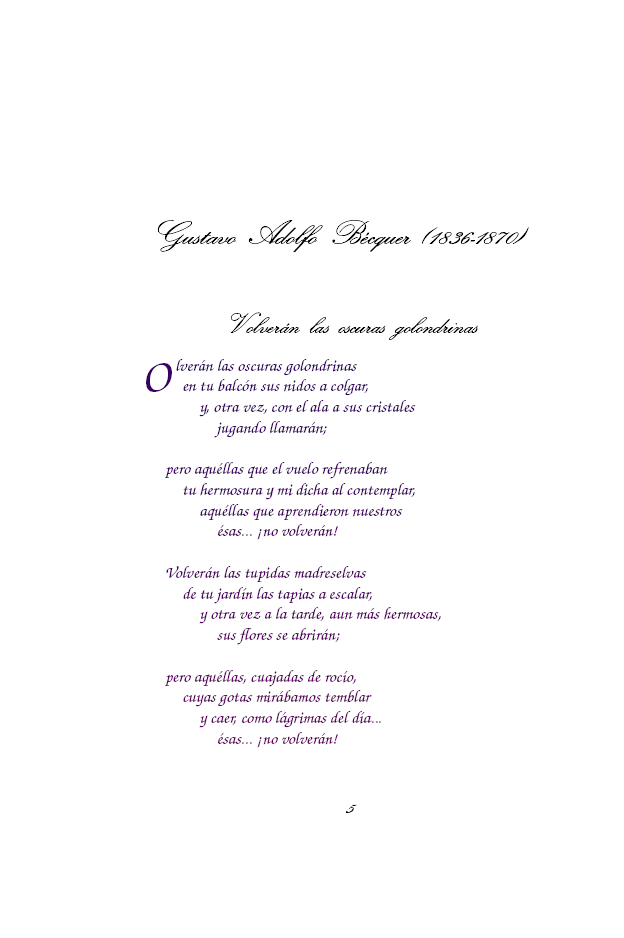 Gustavo Adolfo Bécquer (1836-1870)
Volverán las oscuras golondrinas
Olverán las oscuras golondrinas
en tu balcón sus nidos a colgar,
y, otra vez, con el ala a sus cristales
jugando llamarán;
pero aquéllas que el vuelo refrenaban
tu hermosura y mi dicha al contemplar,
aquéllas que aprendieron nuestros
ésas... ¡no volverán!
Volverán las tupidas madreselvas
de tu jardín las tapias a escalar,
y otra vez a la tarde, aun más hermosas,
sus flores se abrirán;
pero aquéllas, cuajadas de rocío,
cuyas gotas mirábamos temblar
y caer, como lágrimas del día...
ésas... ¡no volverán!
5